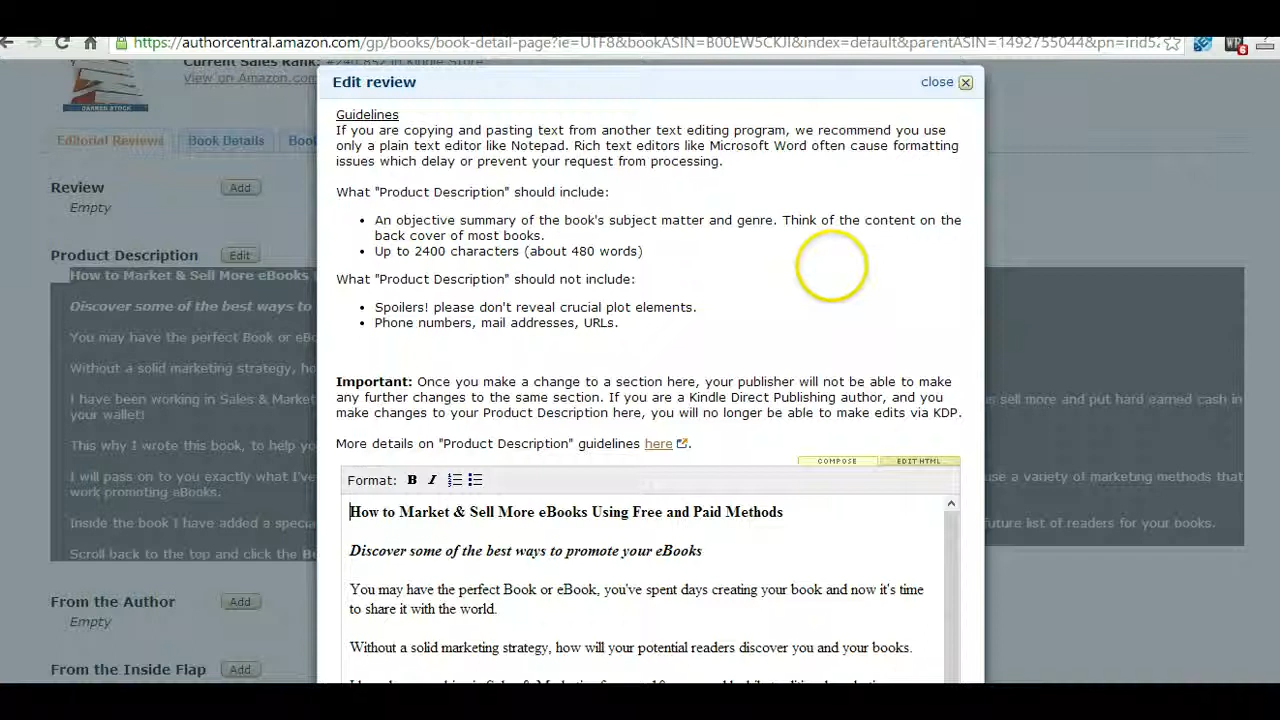 https://authorcentral.amazon.com/gp/books/book-detail-page?ie=UTF8&bookASIN=B00EW5CKJI&index=default&parentASIN=1492755044&pn=irid52
Current Sales Rank: in Kindle Store
View on Amazon.com
DARREN STOCK
Edit review
close
Editorial Reviews
Book Details
Guidelines
If you are copying and pasting text from another text editing program, we recommend you use
only a plain text editor like Notepad. Rich text editors like Microsoft Word often cause formatting
issues which delay or prevent your request from processing.
What "Product Description" should include:
An objective summary of the book's subject matter and genre. Think of the content on the
back cover of most books.
Up to 2400 characters (about 480 words)
What "Product Description" should not include:
Spoilers! please don't reveal crucial plot elements.
Phone numbers, mail addresses, URLs.
Important: Once you make a change to a section here, your publisher will not be able to make
any further changes to the same section. If you are a Kindle Direct Publishing author, and you
make changes to your Product Description here, you will no longer be able to make edits via KDP.
More details on "Product Description" guidelines here.
COMPOSE EDIT HTML
Format: B I
How to Market & Sell More eBooks Using Free and Paid Methods
Discover some of the best ways to promote your eBooks
You may have the perfect Book or eBook, you've spent days creating your book and now it's time
to share it with the world.
Without a solid marketing strategy, how will your potential readers discover you and your books.
Review Add
Empty
Product Description Edit
How to Market & Sell More eBooks
Discover some of the best ways to
You may have the perfect Book or eB
Without a solid marketing strategy, ho
I have been working in Sales & Market
s sell more and put hard earned cash in
your wallet!
This why I wrote this book, to help yo
I will pass on to you exactly what I've
use a variety of marketing methods that
work promoting eBooks.
Inside the book I have added a specia
future list of readers for your books.
Scroll back to the top and click the B
From the Author Add
Empty
From the Inside Flap Add